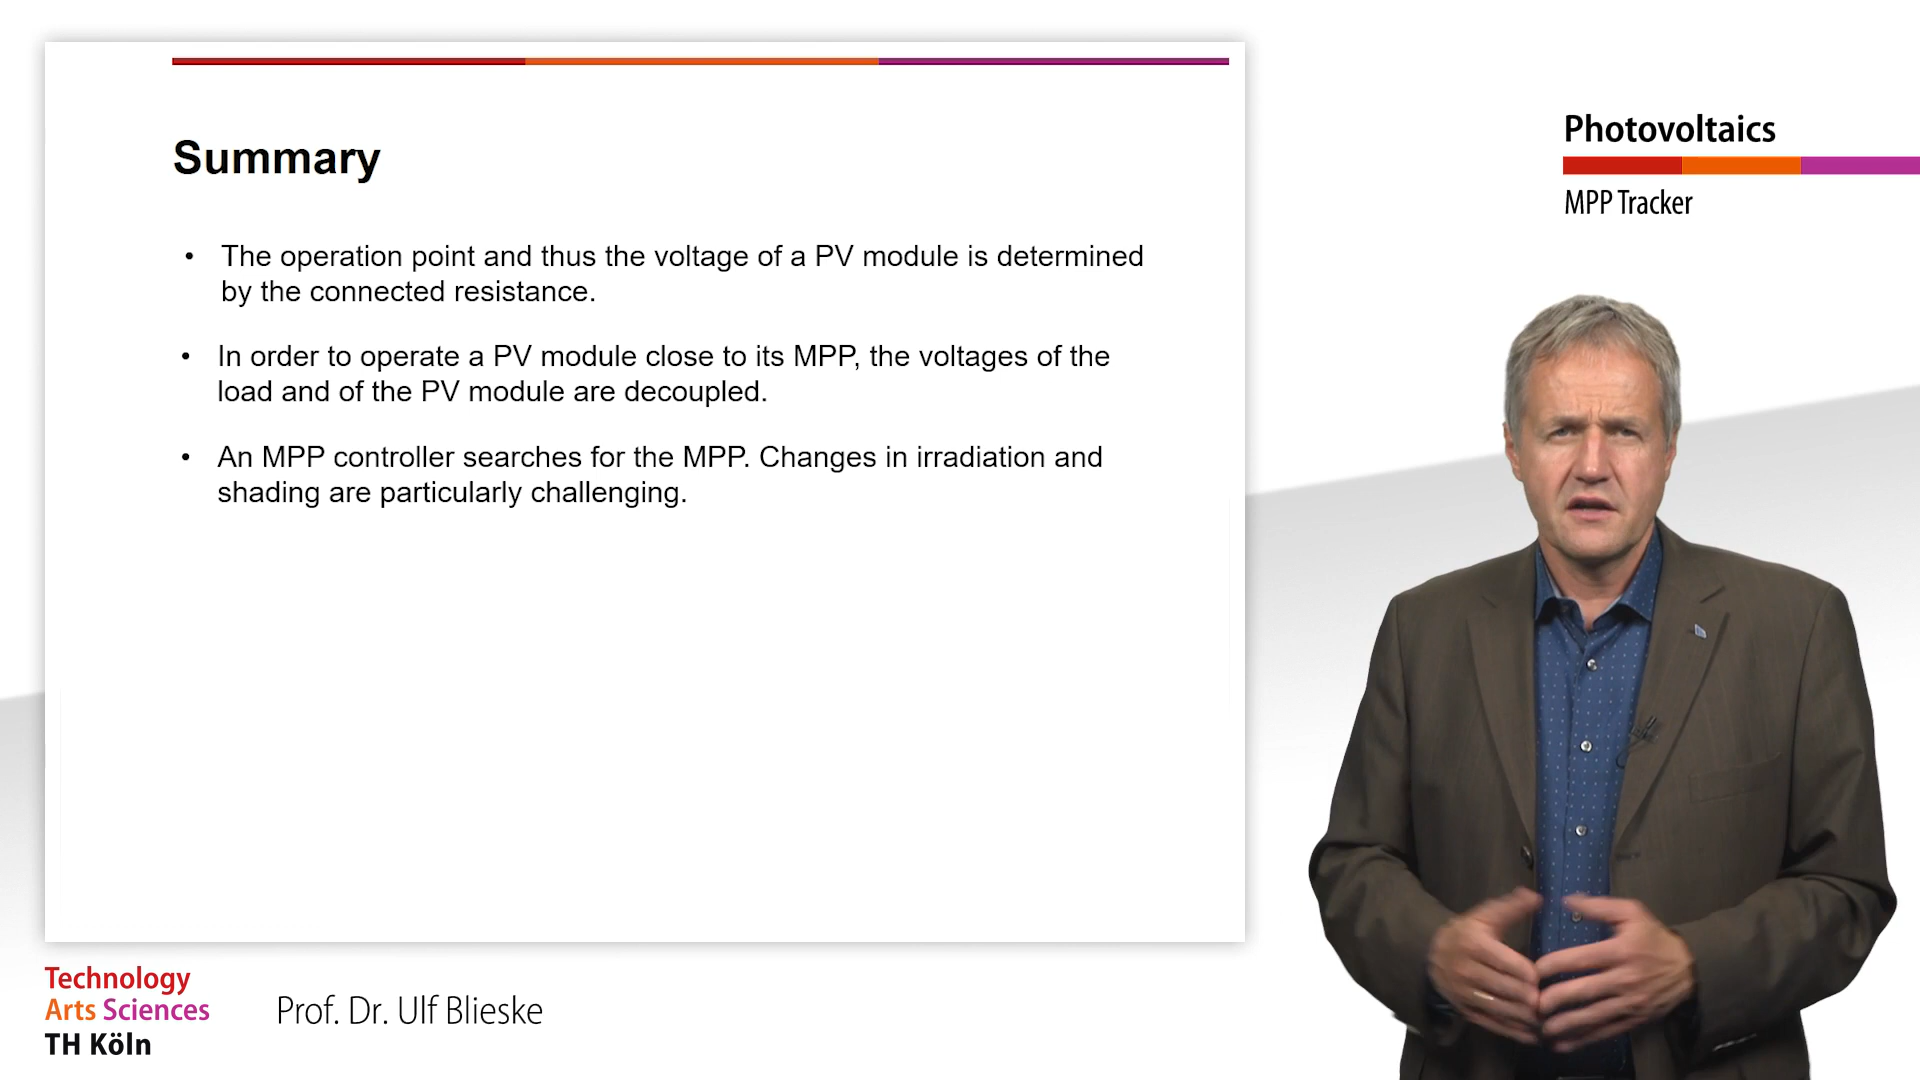 Summary
• The operation point and thus the voltage of a PV module is determined
by the connected resistance.
• In order to operate a PV module close to its MPP, the voltages of the
load and of the PV module are decoupled.
• An MPP controller searches for the MPP. Changes in irradiation and
shading are particularly challenging.
Photovoltaics
MPP Tracker
Technology
Arts Sciences
TH Köln
Prof. Dr. Ulf Blieske